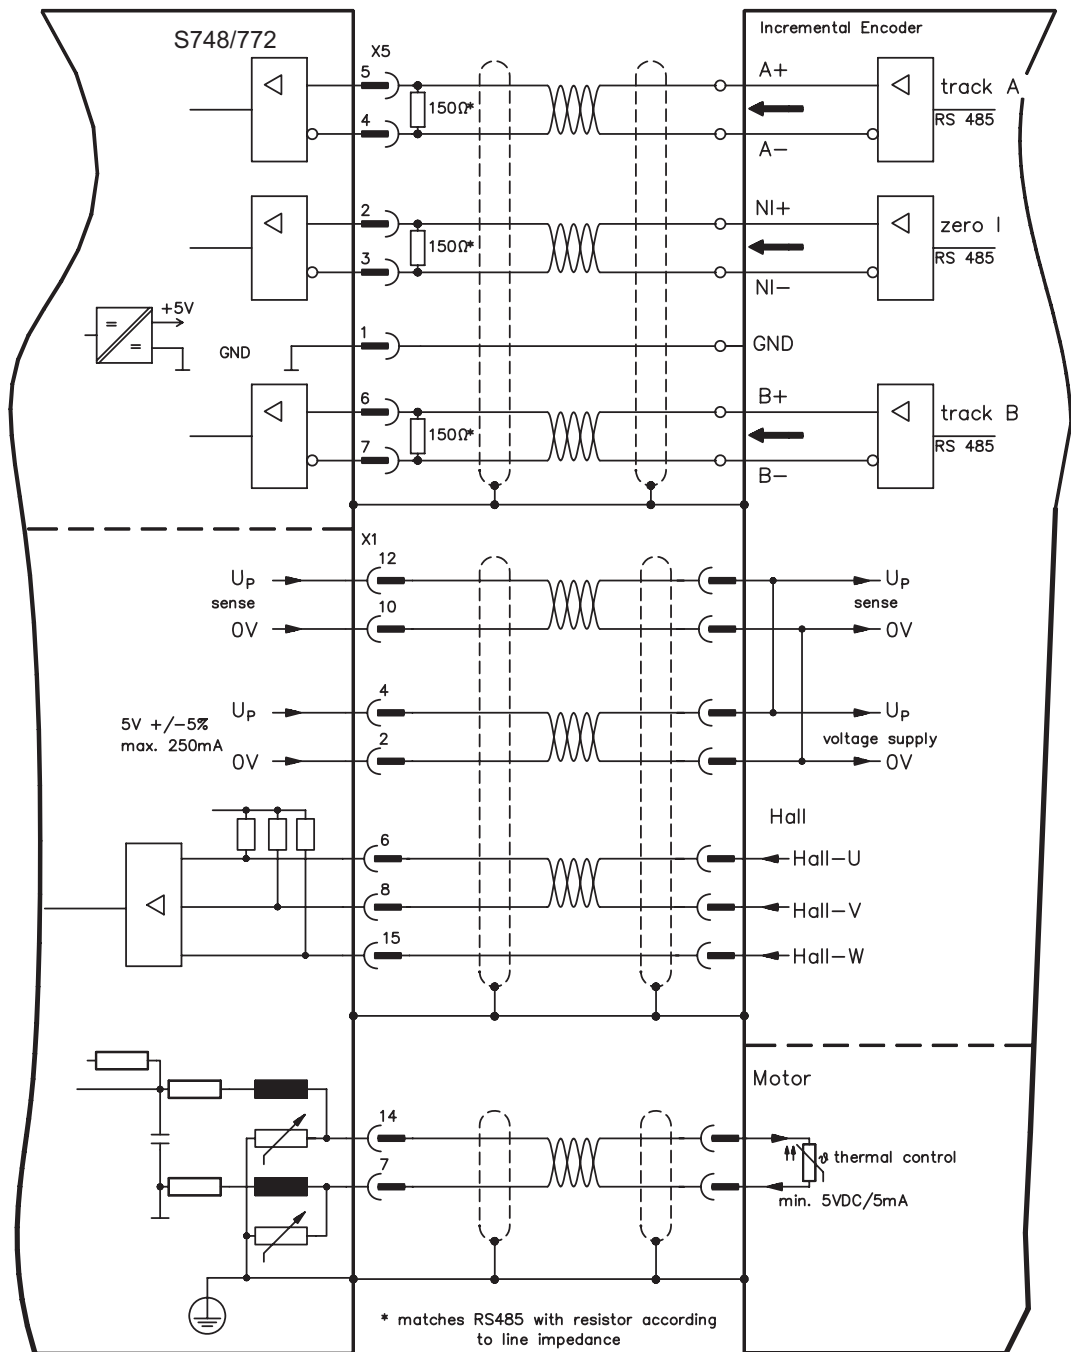 S748/772
Incremental Encoder
X5
5
A+
track A
150Ω*
RS 485
4
A–
2
NI+
zero I
150Ω*
RS 485
3
NI–
+5V
=
=
GND
1
GND
6
B+
track B
150Ω*
RS 485
7
B–
X1
12
UP
UP
sense
sense
10
0V
0V
4
UP
UP
5V +/–5%
max. 250mA
voltage supply
2
0V
0V
Hall
6
Hall–U
8
Hall–V
15
Hall–W
Motor
14
ϑ thermal control
7
min. 5VDC/5mA
* matches RS485 with resistor according
to line impedance